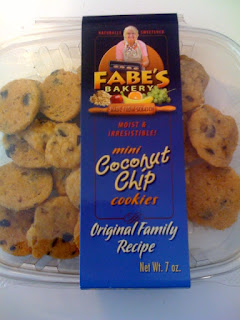 NATURALLY SWEETENED
FABE'S
BAKERY
MOIST &
IRRESISTIBLE!
mini
Coconut
Chip
cookies
Original Family
Recipe
Net Wt. 7 oz.